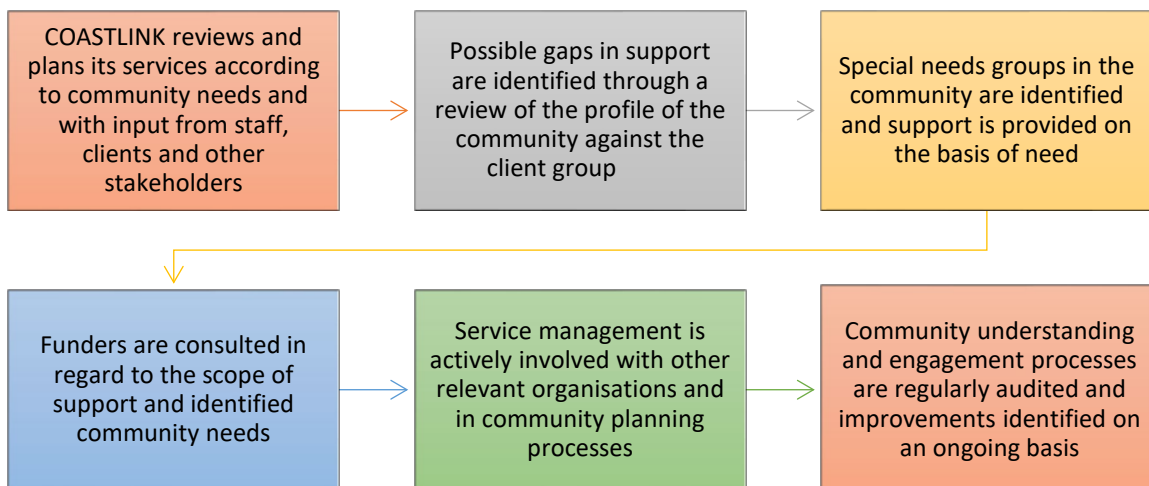 COASTLINK reviews and
plans its services according
to community needs and
with input from staff,
clients and other
stakeholders
Possible gaps in support
are identified through a
review of the profile of the
community against the
client group
Special needs groups in the
community are identified
and support is provided on
the basis of need
Funders are consulted in
regard to the scope of
support and identified
community needs
Service management is
actively involved with other
relevant organisations and
in community planning
processes
Community understanding
and engagement processes
are regularly audited and
improvements identified on
an ongoing basis